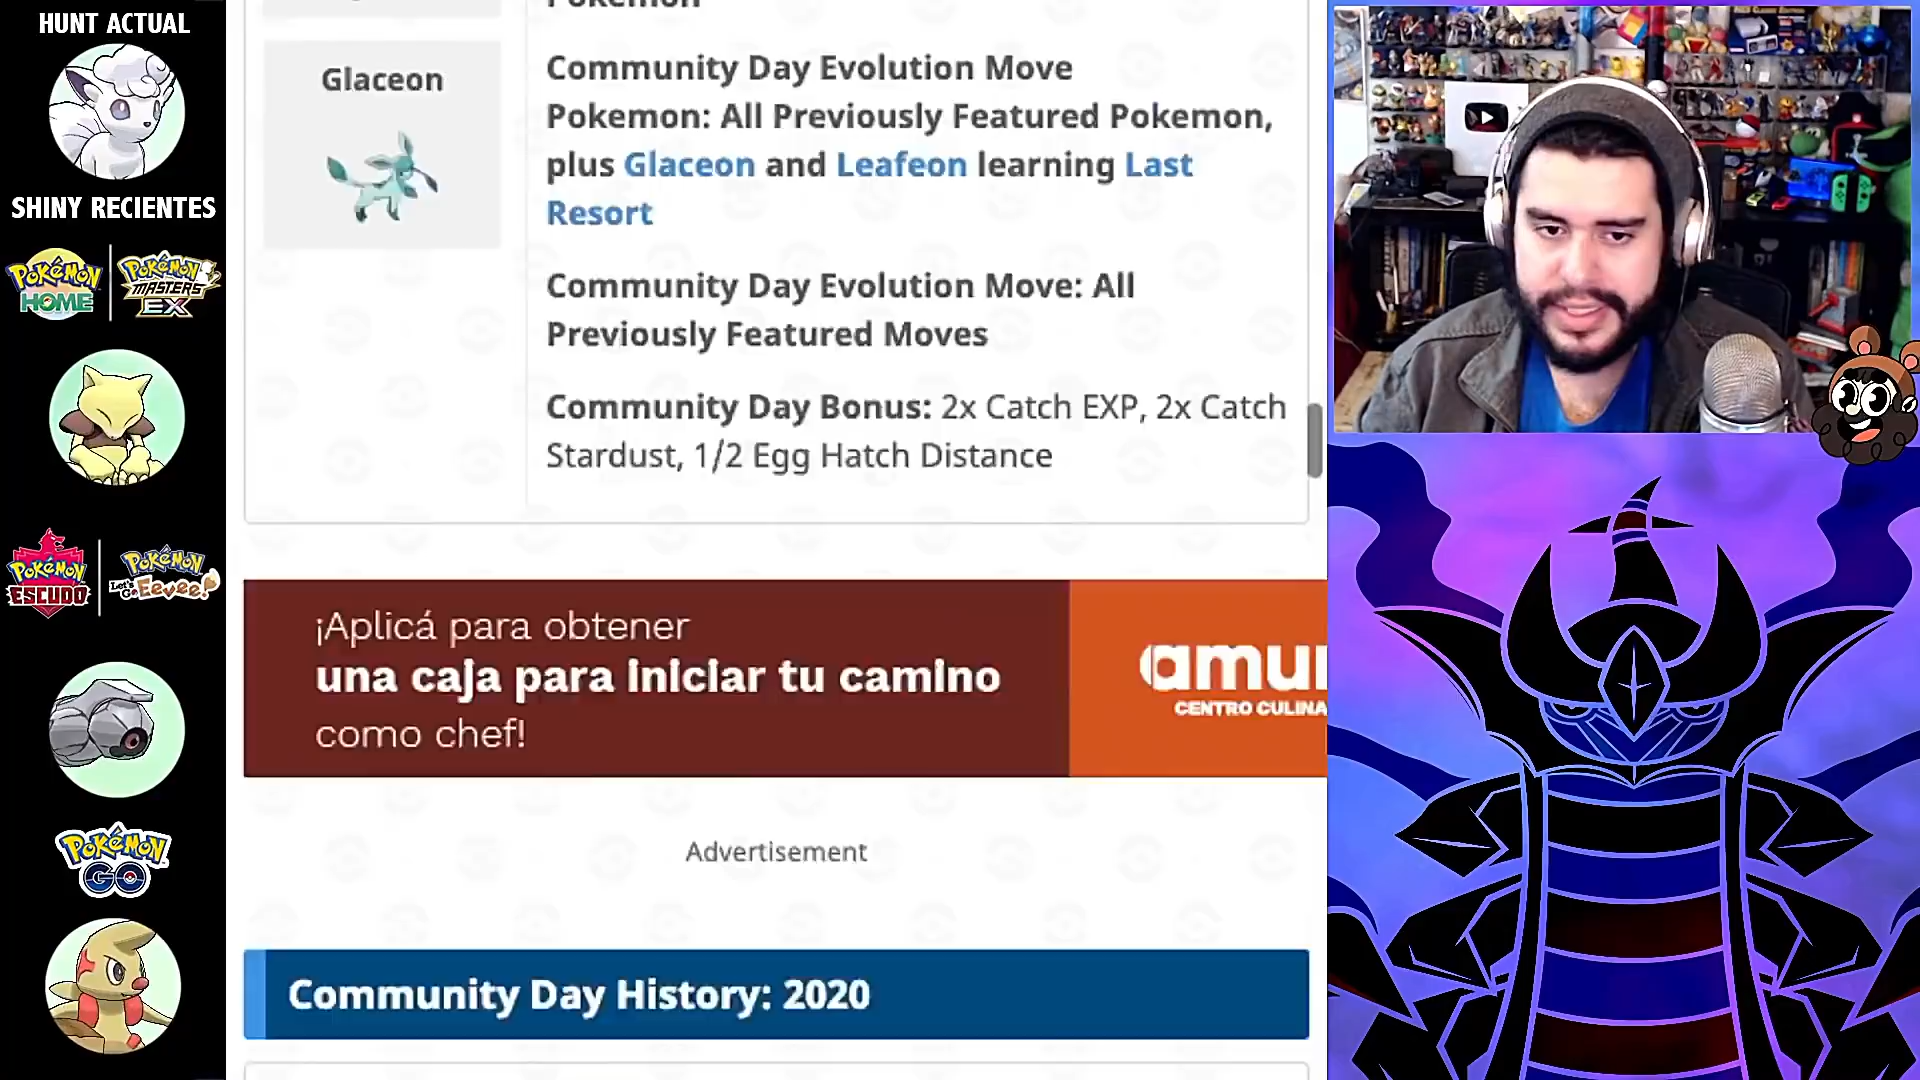 HUNT ACTUAL
SHINY RECIENTES
POKÉMON
HOME
POKÉMON
MASTERS
EX
POKÉMON
ESCUDO
POKÉMON
Let's Go
Eevee!
POKÉMON
GO
Glaceon
Community Day Evolution Move
Pokemon: All Previously Featured Pokemon,
plus Glaceon and Leafeon learning Last
Resort
Community Day Evolution Move: All
Previously Featured Moves
Community Day Bonus: 2x Catch EXP, 2x Catch
Stardust, 1/2 Egg Hatch Distance
¡Aplicá para obtener
una caja para iniciar tu camino
como chef!
CENTRO CULINA
Advertisement
Community Day History: 2020